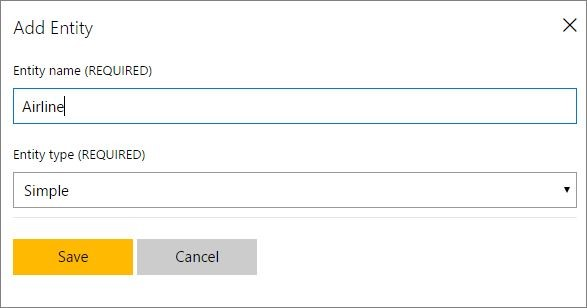 Add Entity
Entity name (REQUIRED)
Airline
Entity type (REQUIRED)
Simple
Save Cancel